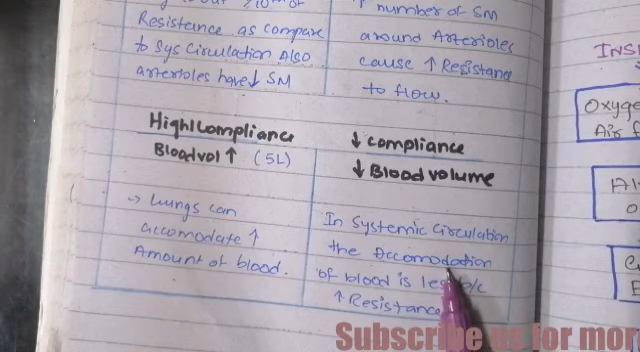 Resistance as compare
to Sys Circulation Also
arterioles have ↓ SM
number of SM
around Arterioles
cause ↑ Resistance
to flow.
High Compliance
Blood vol ↑ (5L)
→ Lungs can
accomodate ↑
Amount of blood.
↓ compliance
↓ Blood volume
In Systemic Circulation
the Accomodation
of blood is less b/c
↑ Resistance
INS
Oxyge
Air
Al
Subscribe us for mor